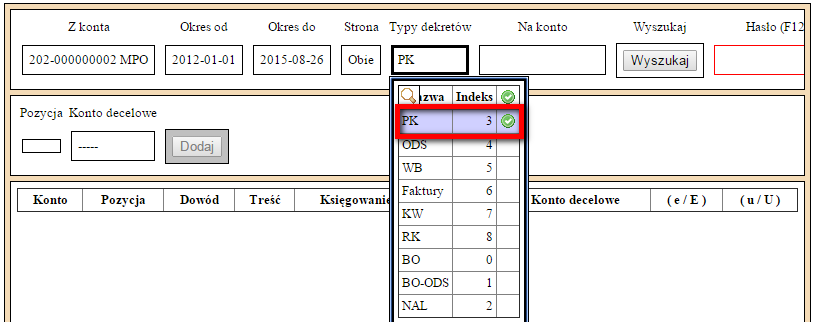 Z konta Okres od Okres do Strona Typy dekretów Na konto Wyszukaj Hasło (F12
202-000000002 MPO 2012-01-01 2015-08-26 Obie PK Wyszukaj
azwa Indeks
PK 3
ODS 4
WB 5
Faktury 6
KW 7
RK 8
BO 0
BO-ODS 1
NAL 2
Pozycja Konto decelowe
----- Dodaj
Konto Pozycja Dowód Treść Księgowanie Konto decelowe ( e / E ) ( u / U )